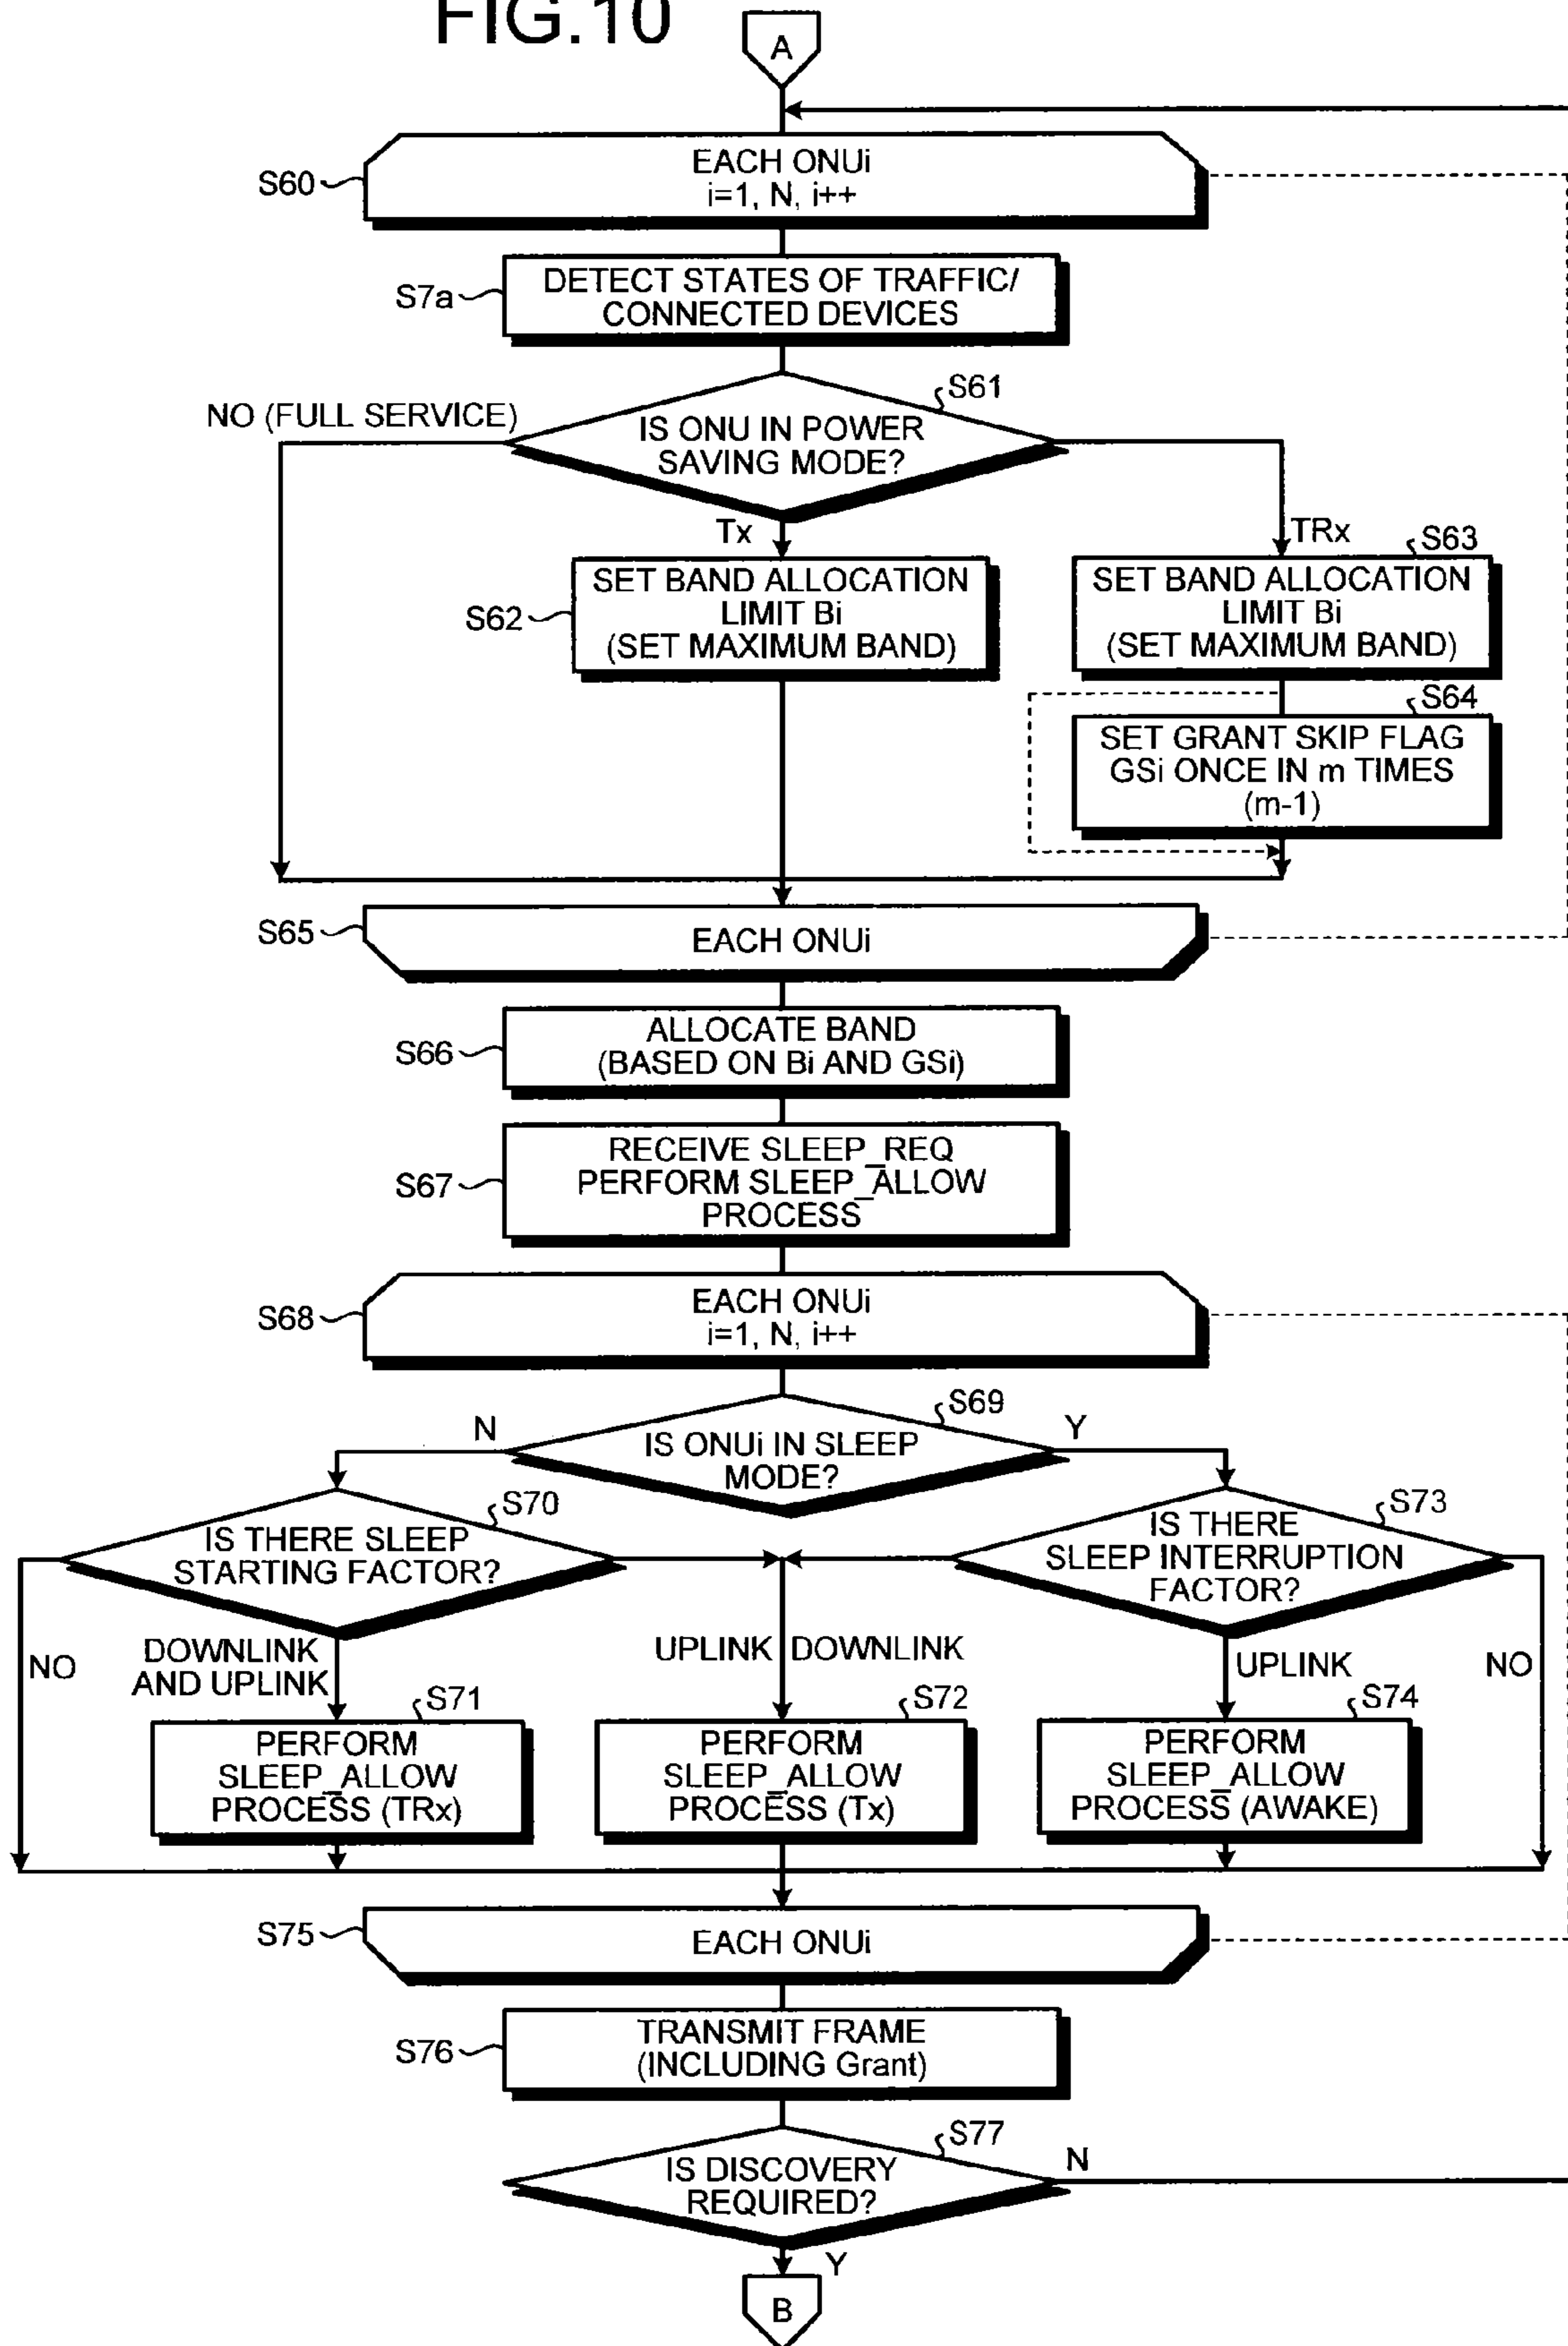 FIG.10
A
S60
EACH ONUi
i=1, N, i++
S7a
DETECT STATES OF TRAFFIC/
CONNECTED DEVICES
S61
NO (FULL SERVICE)
IS ONU IN POWER
SAVING MODE?
Tx
TRx
S62
SET BAND ALLOCATION
LIMIT Bi
(SET MAXIMUM BAND)
S63
SET BAND ALLOCATION
LIMIT Bi
(SET MAXIMUM BAND)
S64
SET GRANT SKIP FLAG
GSi ONCE IN m TIMES
(m-1)
S65
EACH ONUi
S66
ALLOCATE BAND
(BASED ON Bi AND GSi)
S67
RECEIVE SLEEP_REQ
PERFORM SLEEP_ALLOW
PROCESS
S68
EACH ONUi
i=1, N, i++
S69
N
IS ONUi IN SLEEP
MODE?
Y
S70
IS THERE SLEEP
STARTING FACTOR?
S73
IS THERE
SLEEP INTERRUPTION
FACTOR?
NO
DOWNLINK
AND UPLINK
UPLINK
DOWNLINK
UPLINK
NO
S71
PERFORM
SLEEP_ALLOW
PROCESS (TRx)
S72
PERFORM
SLEEP_ALLOW
PROCESS (Tx)
S74
PERFORM
SLEEP_ALLOW
PROCESS (AWAKE)
S75
EACH ONUi
S76
TRANSMIT FRAME
(INCLUDING Grant)
S77
IS DISCOVERY
REQUIRED?
N
Y
B